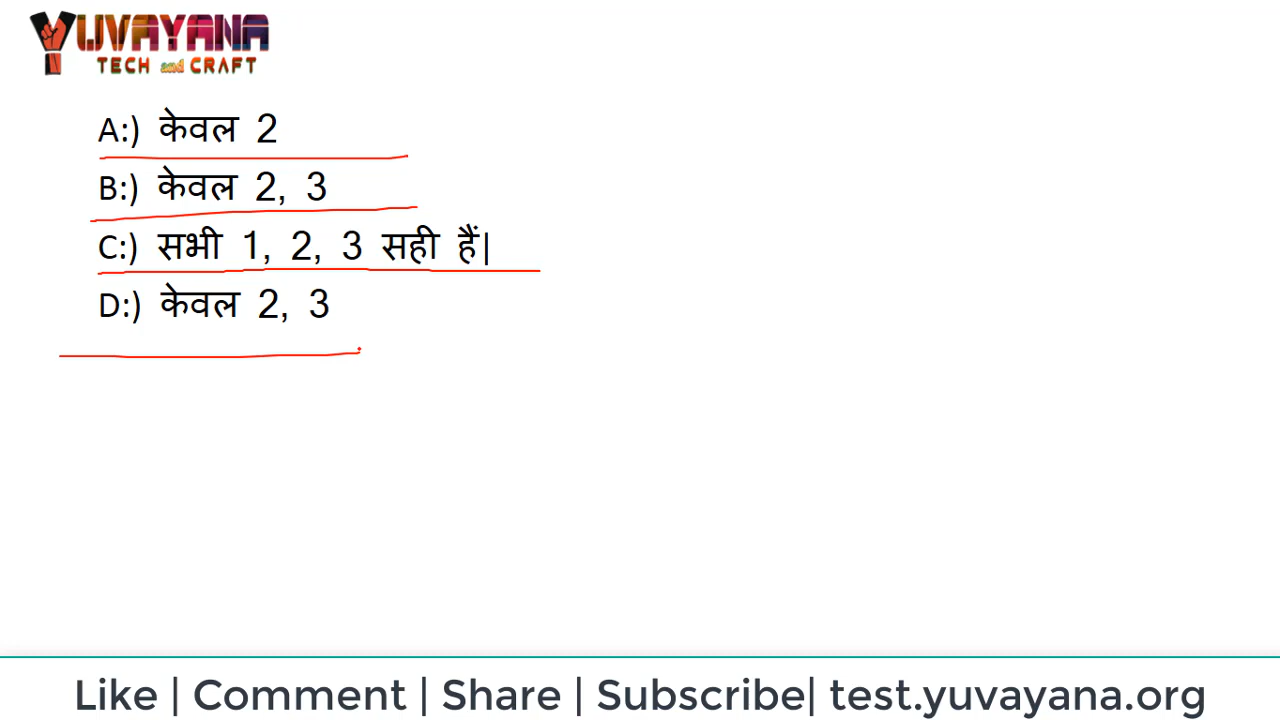 YUVAYANA
TECH and CRAFT
A:) केवल 2
B:) केवल 2, 3
C:) सभी 1, 2, 3 सही हैं|
D:) केवल 2, 3
Like | Comment | Share | Subscribe| test.yuvayana.org